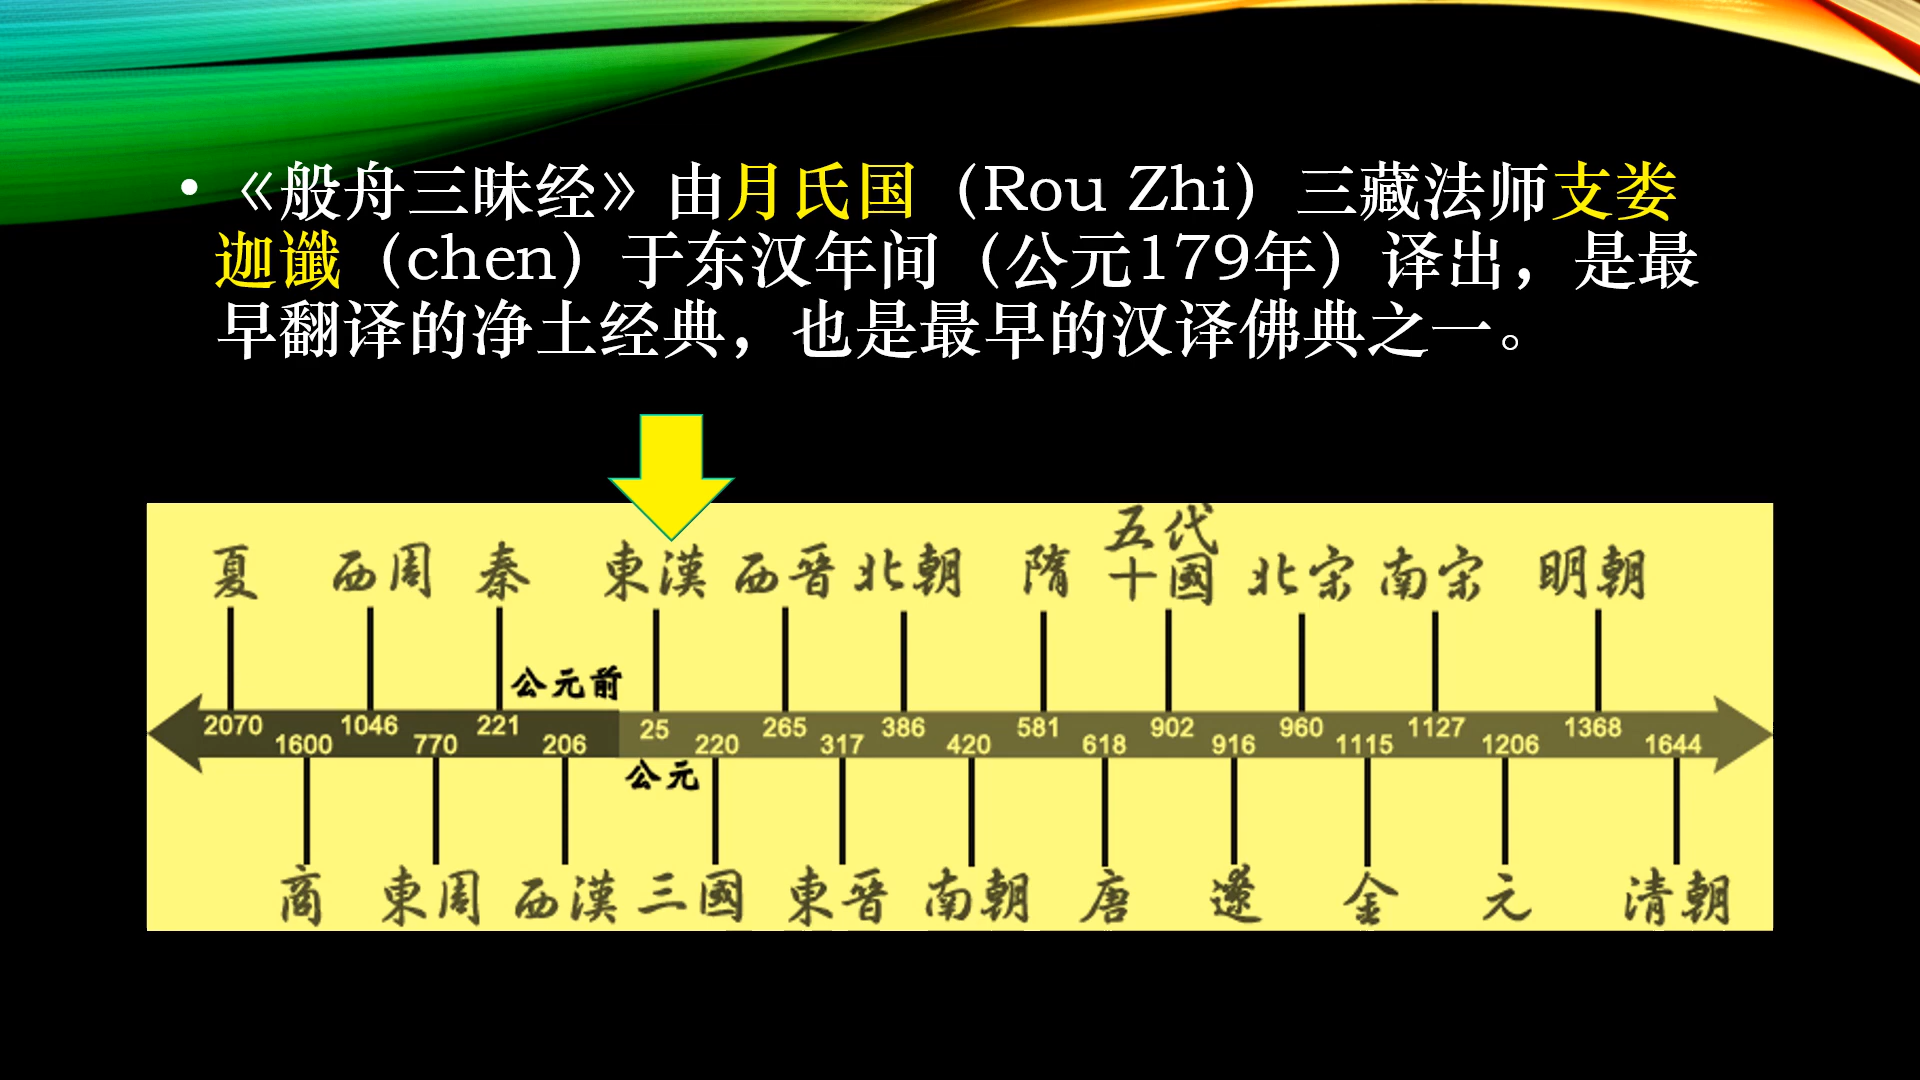 • 《般舟三昧经》由月氏国（Rou Zhi）三藏法师支娄
迦谶（chen）于东汉年间（公元179年）译出，是最
早翻译的净土经典，也是最早的汉译佛典之一。
五代
夏 西周 秦 東漢 西晉 北朝 隋 十國 北宋 南宋 明朝
公元前
2070 1046 221 25 265 386 581 902 960 1127 1368
1600 770 206 220 317 420 618 916 1115 1206 1644
公元
商 東周 西漢 三國 東晉 南朝 唐 遼 金 元 清朝